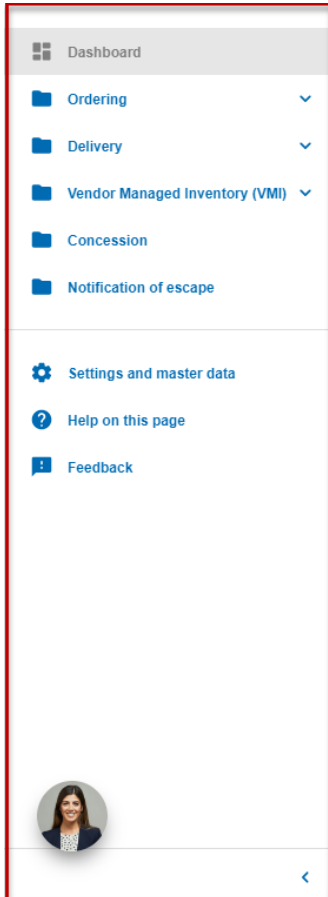 Dashboard
Ordering
Delivery
Vendor Managed Inventory (VMI)
Concession
Notification of escape
Settings and master data
Help on this page
Feedback